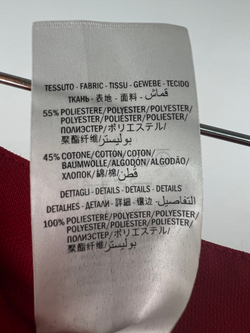 TESSUTO - FABRIC - TISSU - GEWEBE - TECIDO
ТКАНЬ - 表地 - 面料 - قماش
55% POLIESTERE/POLYESTER/POLYESTER/
POLYESTER/POLIÉSTER/POLIÉSTER/
ПОЛИЭСТЕР/ポリエステル/
聚酯纤维/بوليستر
45% COTONE/COTTON/COTON/
BAUMWOLLE/ALGODON/ALGODÃO/
ХЛОПОК/綿/棉/قطن
DETTAGLI - DETAILS - DETAILS - DETAILS
DETALHES - ДЕТАЛИ - 詳細 - 镶边 - التفاصيل
100% POLIESTERE/POLYESTER/POLYESTER/
POLYESTER/POLIÉSTER/POLIÉSTER/
ПОЛИЭСТЕР/ポリエステル/
聚酯纤维/بوليستر